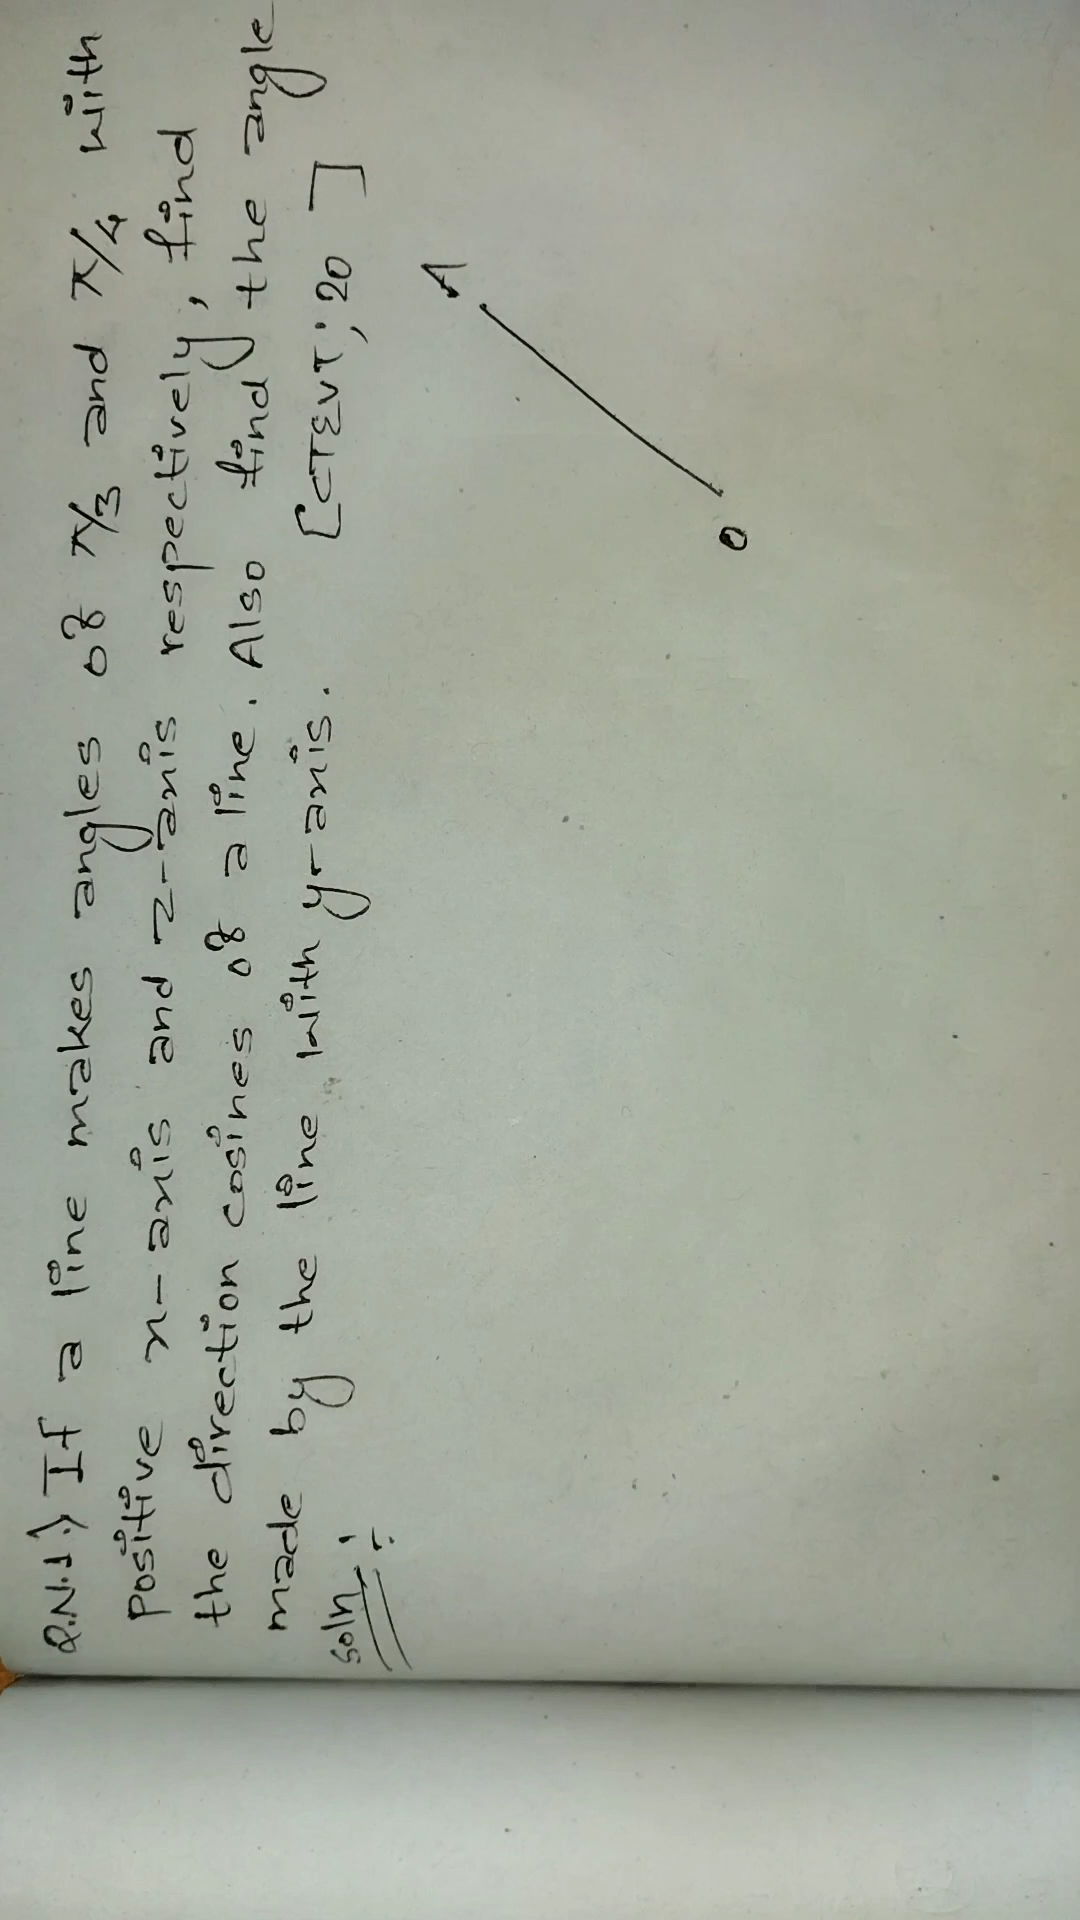 Q.N.1) If a line makes angles of π/3 and π/4 with
positive x-axis and z-axis respectively, find
the direction cosines of a line. Also find the angle
made by the line with y-axis. [CTEVT; 20 ]
Soln:
A
O